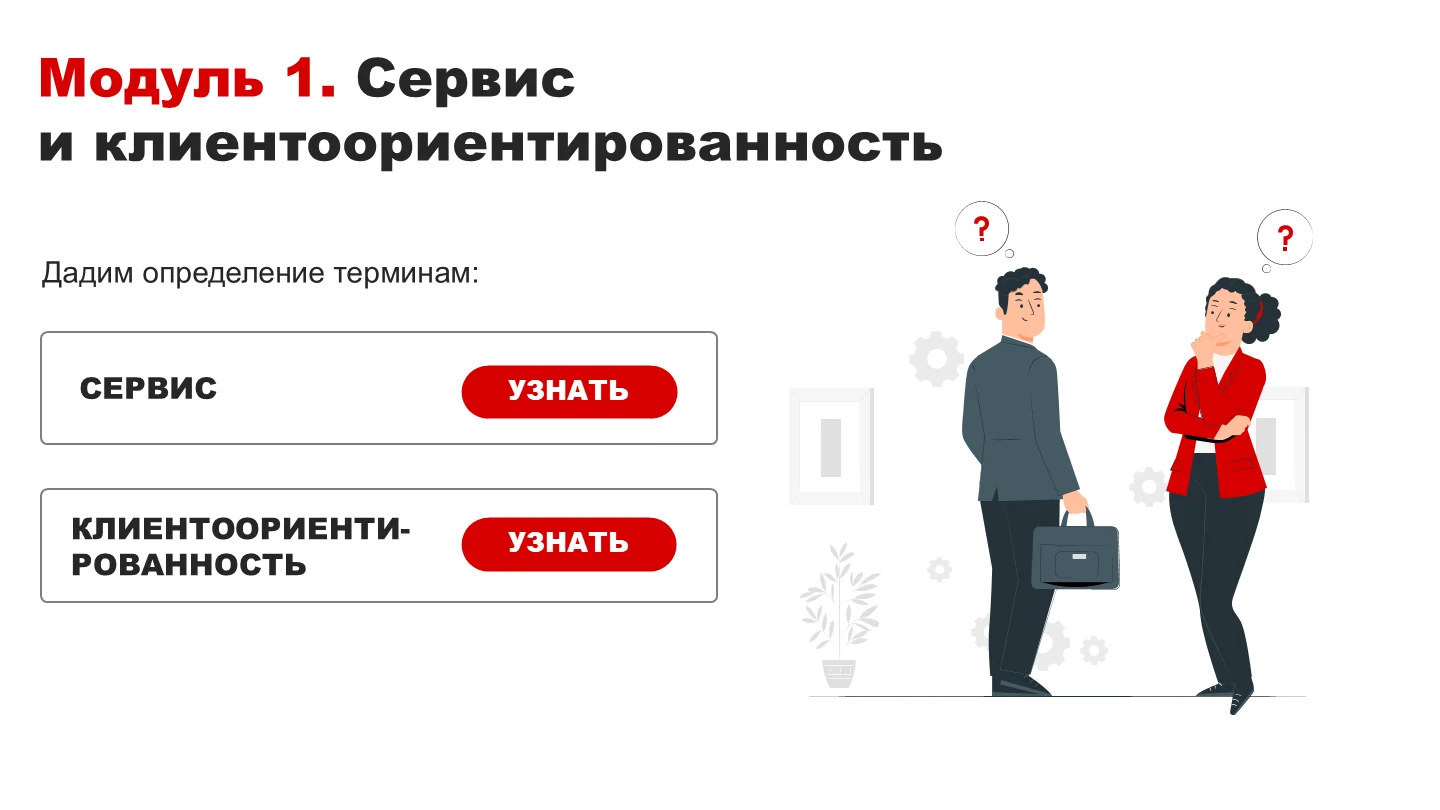 Модуль 1. Сервис
и клиентоориентированность
Дадим определение терминам:
СЕРВИС
УЗНАТЬ
КЛИЕНТООРИЕНТИ-
РОВАННОСТЬ
УЗНАТЬ
?
?